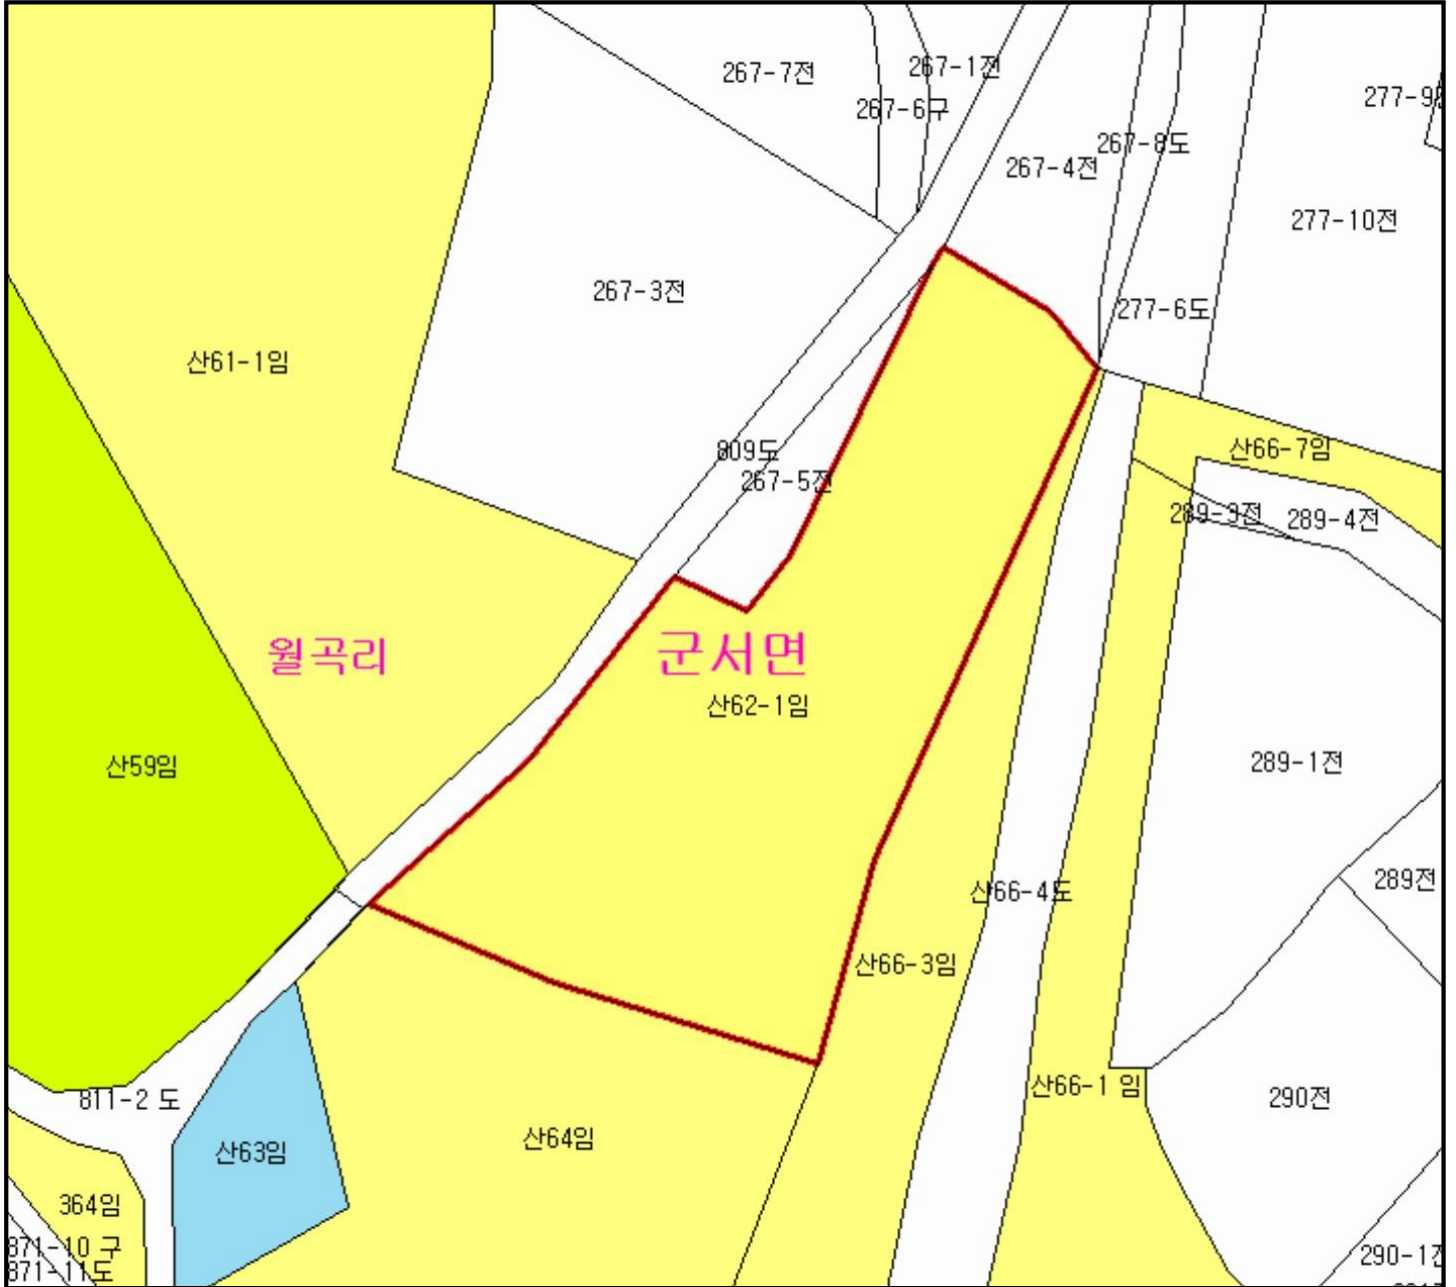 267-7전
267-1전
277-9
267-6구
267-8도
267-4전
277-10전
267-3전
277-6도
산61-1임
809도
산66-7임
267-5전
289-3전
289-4전
월곡리
군서면
산62-1임
산59임
289-1전
289전
산66-4도
산66-3임
811-2 도
산66-1 임
290전
산64임
산63임
364임
871-10 구
290-1전
871-11도